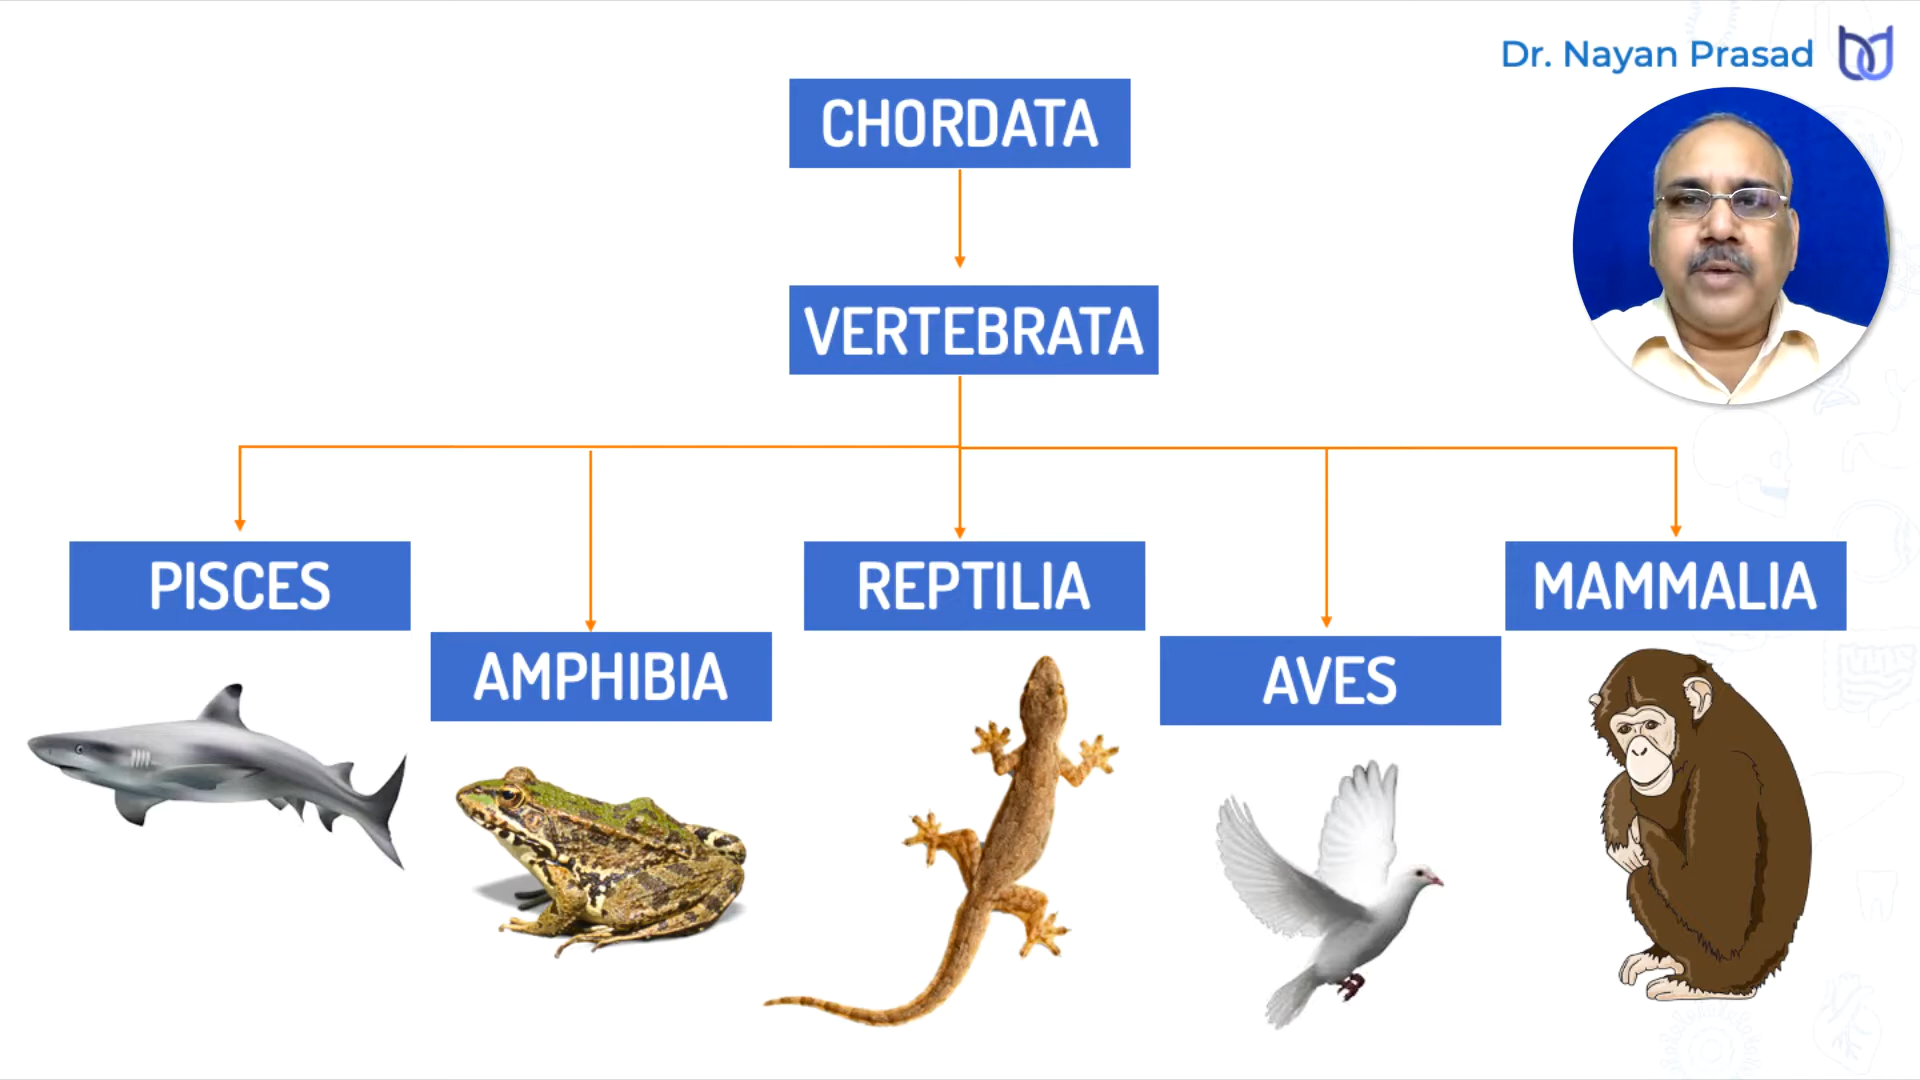 Dr. Nayan Prasad
CHORDATA
VERTEBRATA
PISCES
AMPHIBIA
REPTILIA
AVES
MAMMALIA